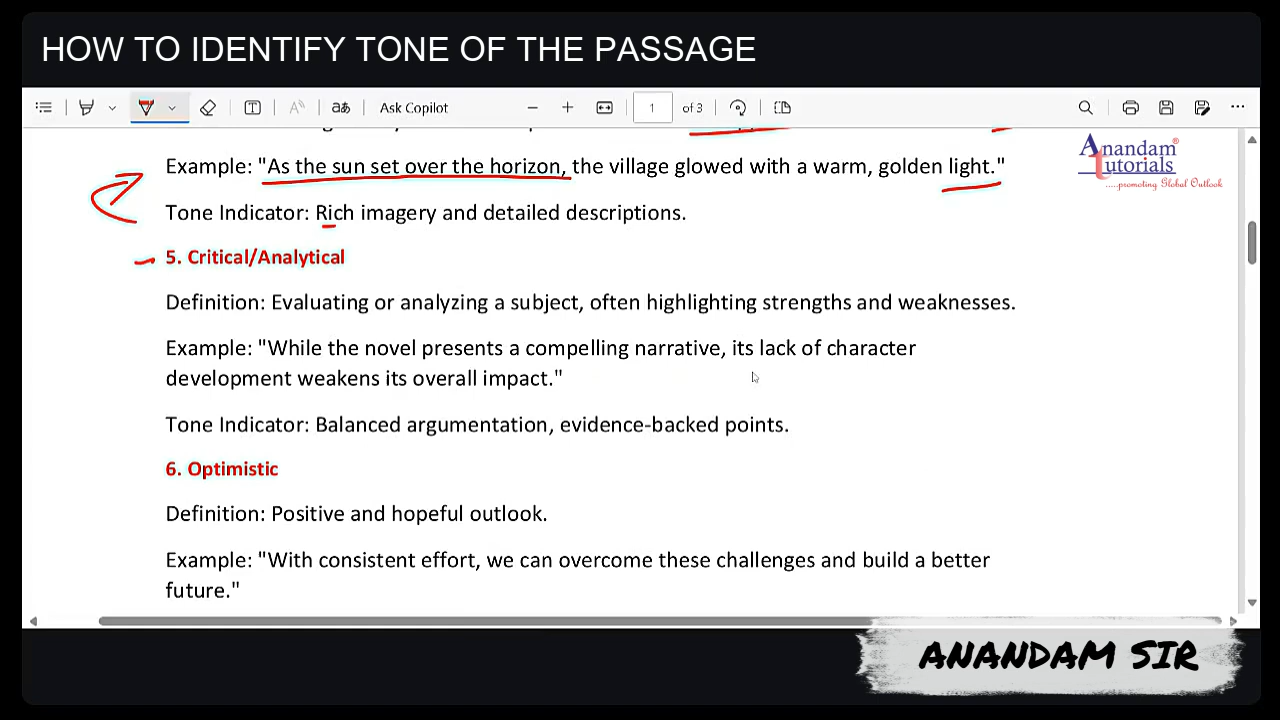 HOW TO IDENTIFY TONE OF THE PASSAGE
Ask Copilot
1 of 3
Example: "As the sun set over the horizon, the village glowed with a warm, golden light."
Anandam
Tutorials
.....promoting Global Outlook
Tone Indicator: Rich imagery and detailed descriptions.
5. Critical/Analytical
Definition: Evaluating or analyzing a subject, often highlighting strengths and weaknesses.
Example: "While the novel presents a compelling narrative, its lack of character
development weakens its overall impact."
Tone Indicator: Balanced argumentation, evidence-backed points.
6. Optimistic
Definition: Positive and hopeful outlook.
Example: "With consistent effort, we can overcome these challenges and build a better
future."
ANANDAM SIR